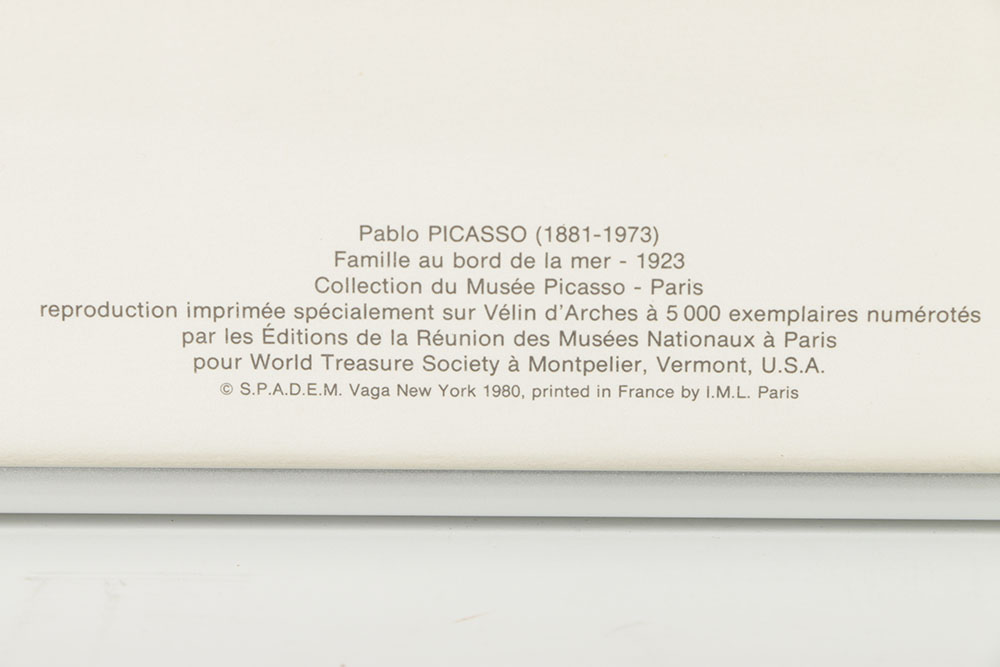 Pablo PICASSO (1881-1973)
Famille au bord de la mer - 1923
Collection du Musée Picasso - Paris
reproduction imprimée spécialement sur Vélin d'Arches à 5 000 exemplaires numérotés
par les Éditions de la Réunion des Musées Nationaux à Paris
pour World Treasure Society à Montpelier, Vermont, U.S.A.
© S.P.A.D.E.M. Vaga New York 1980, printed in France by I.M.L. Paris